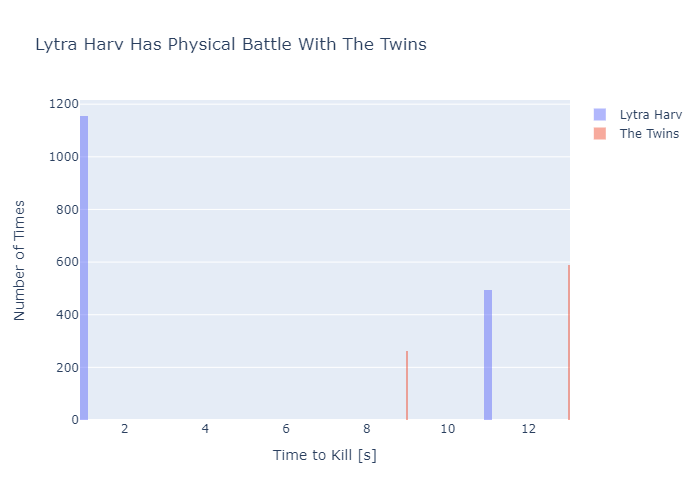 Lytra Harv Has Physical Battle With The Twins
1200
1000
800
600
400
200
0
2 4 6 8 10 12
Number of Times
Time to Kill [s]
Lytra Harv
The Twins